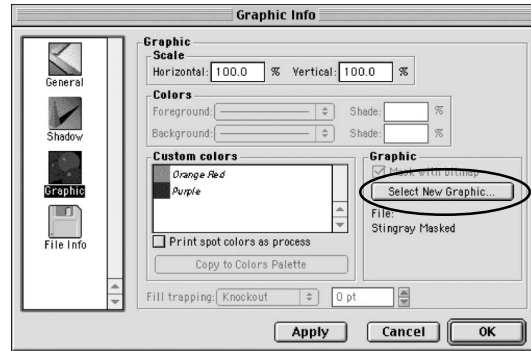 Graphic Info
General
Shadow
Graphic
File Info
Graphic
Scale
Horizontal: 100.0 % Vertical: 100.0 %
Colors
Foreground: Shade: %
Background: Shade: %
Custom colors
Orange Red
Purple
Print spot colors as process
Copy to Colors Palette
Graphic
Mask with bitmap
Select New Graphic...
File:
Stingray Masked
Fill trapping: Knockout 0 pt
Apply Cancel OK